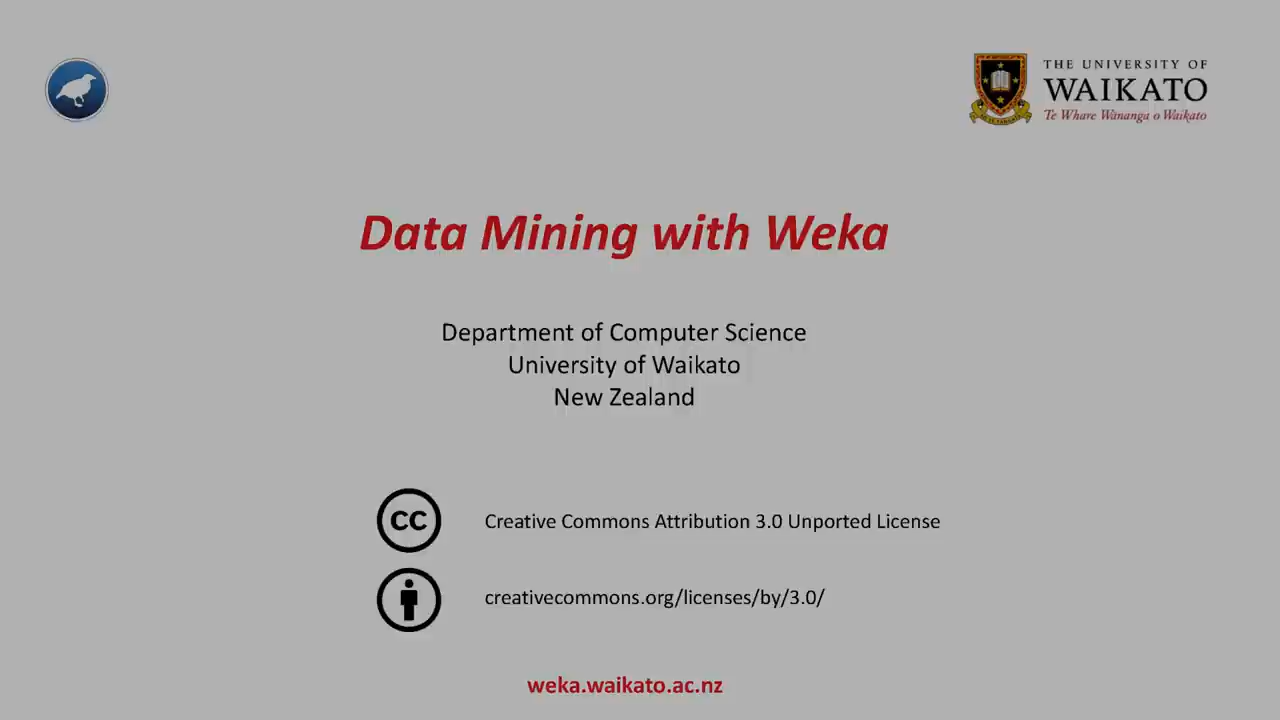 THE UNIVERSITY OF
WAIKATO
Te Whare Wānanga o Waikato
Data Mining with Weka
Department of Computer Science
University of Waikato
New Zealand
cc
Creative Commons Attribution 3.0 Unported License
creativecommons.org/licenses/by/3.0/
weka.waikato.ac.nz